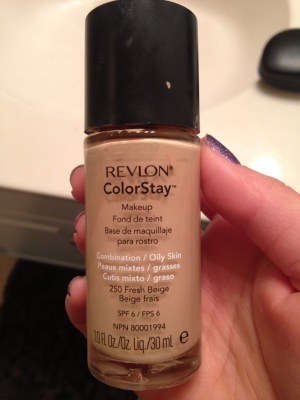 REVLON®
ColorStay™
Makeup
Fond de teint
Base de maquillaje
para rostro
Combination / Oily Skin
Peaux mixtes / grasses
Cutis mixto / graso
250 Fresh Beige
Beige frais
SPF 6 / FPS 6
NPN 80001994
1.0 Fl. Oz./Oz. Liq./30 mL e